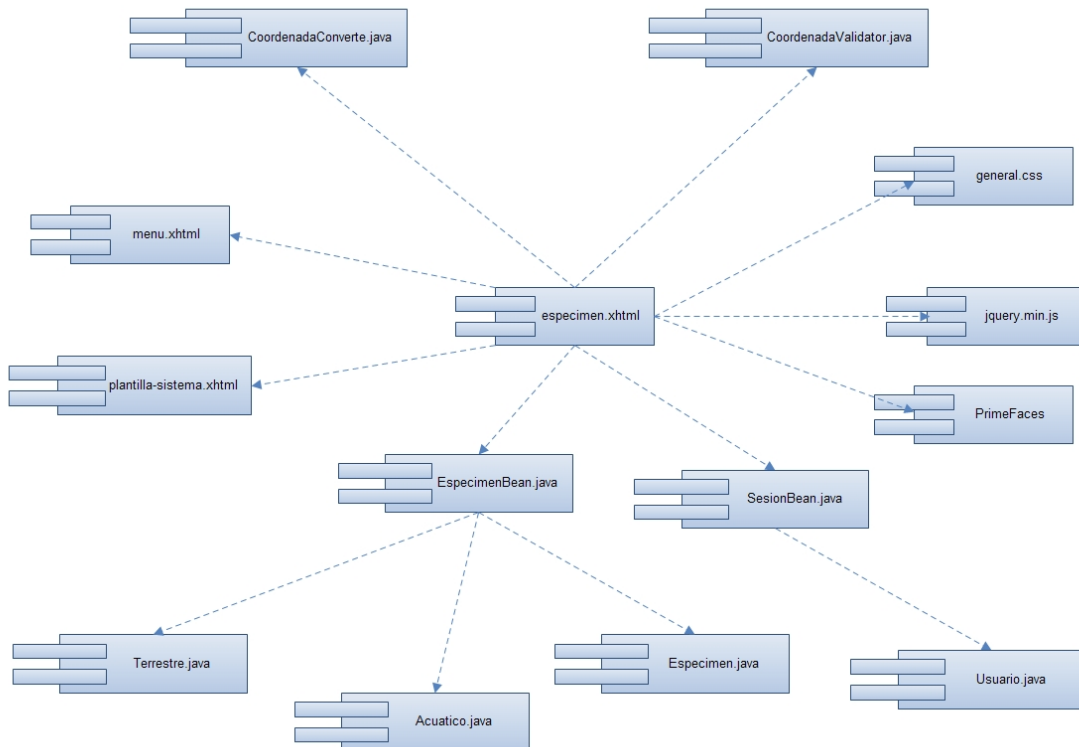 CoordenadaConverte.java
CoordenadaValidator.java
general.css
menu.xhtml
especimen.xhtml
jquery.min.js
plantilla-sistema.xhtml
PrimeFaces
EspecimenBean.java
SesionBean.java
Terrestre.java
Especimen.java
Usuario.java
Acuatico.java